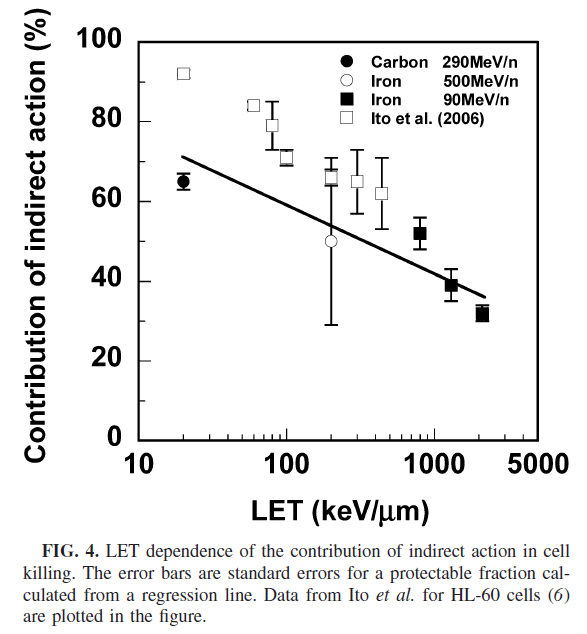 Contribution of indirect action (%)
100
80
60
40
20
0
10
100
1000
5000
LET (keV/μm)
Carbon 290MeV/n
Iron 500MeV/n
Iron 90MeV/n
Ito et al. (2006)
FIG. 4. LET dependence of the contribution of indirect action in cell
killing. The error bars are standard errors for a protectable fraction cal-
culated from a regression line. Data from Ito et al. for HL-60 cells (6)
are plotted in the figure.